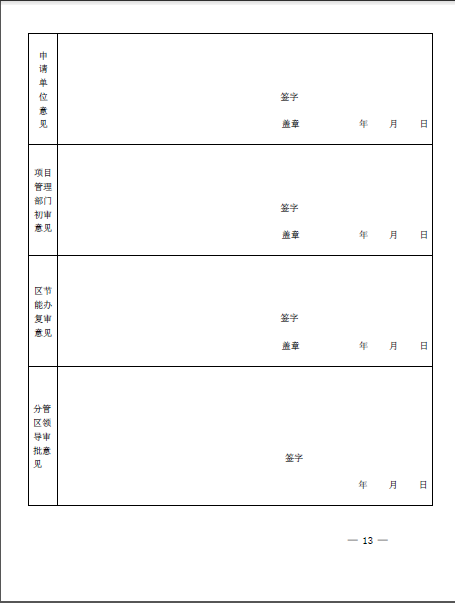 申
请
单
位
意
见
签字
盖章 年 月 日
项目
管理
部门
初审
意见
签字
盖章 年 月 日
区节
能办
复审
意见
签字
盖章 年 月 日
分管
区领
导审
批意
见
签字
年 月 日
— 13 —